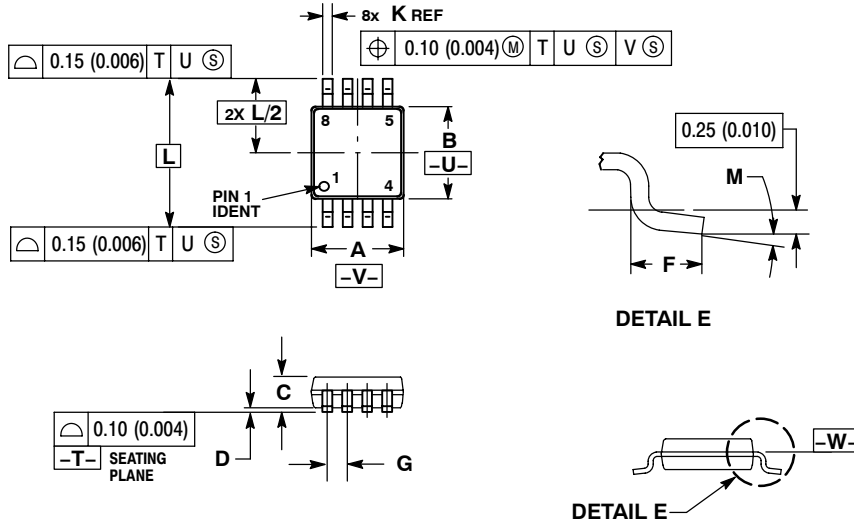 8x K REF
⌖ 0.10 (0.004) Ⓜ T U Ⓢ V Ⓢ
⌓ 0.15 (0.006) T U Ⓢ
2X L/2
8 5
B
-U-
L
0.25 (0.010)
M
PIN 1
IDENT
1
4
⌓ 0.15 (0.006) T U Ⓢ
A
-V-
F
DETAIL E
C
⌓ 0.10 (0.004)
-T- SEATING
PLANE
D
G
-W-
DETAIL E